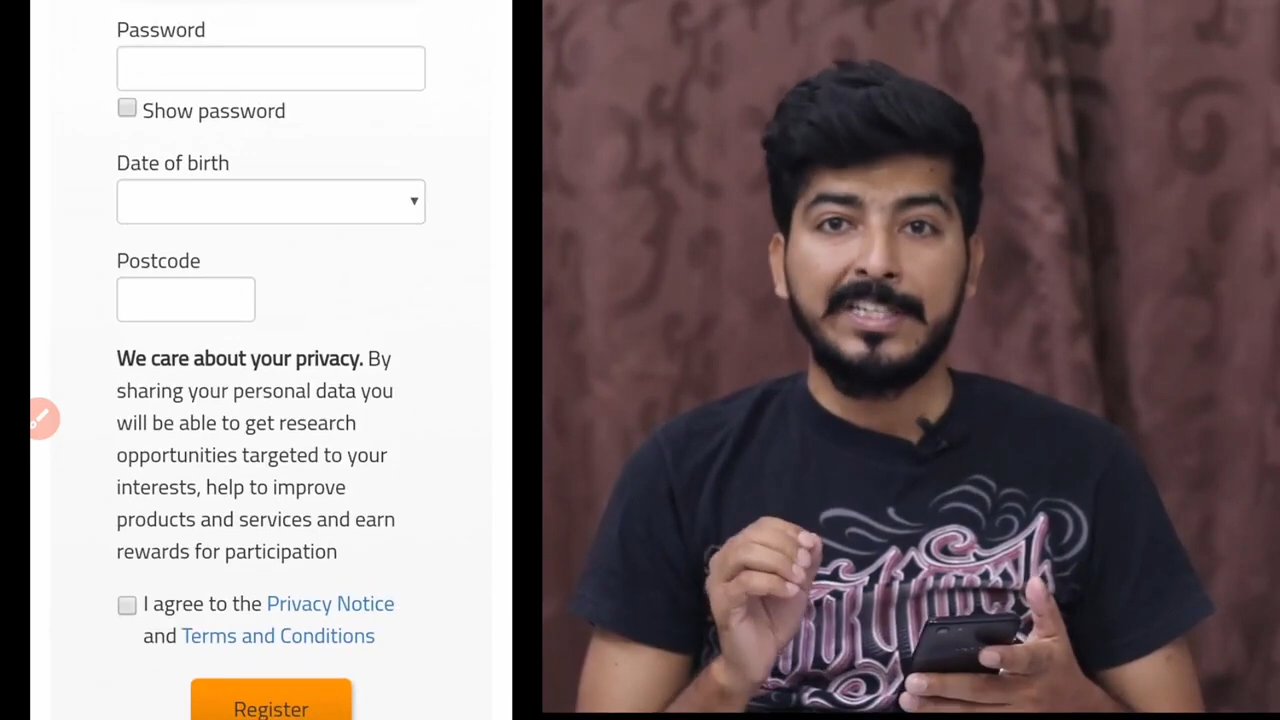 Password
Show password
Date of birth
Postcode
We care about your privacy. By
sharing your personal data you
will be able to get research
opportunities targeted to your
interests, help to improve
products and services and earn
rewards for participation
I agree to the Privacy Notice
and Terms and Conditions
Register